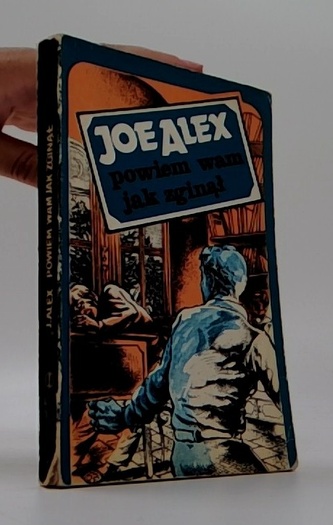 JOE ALEX
powiem wam
jak zginął
J. ALEX POWIEM WAM JAK ZGINĄŁ